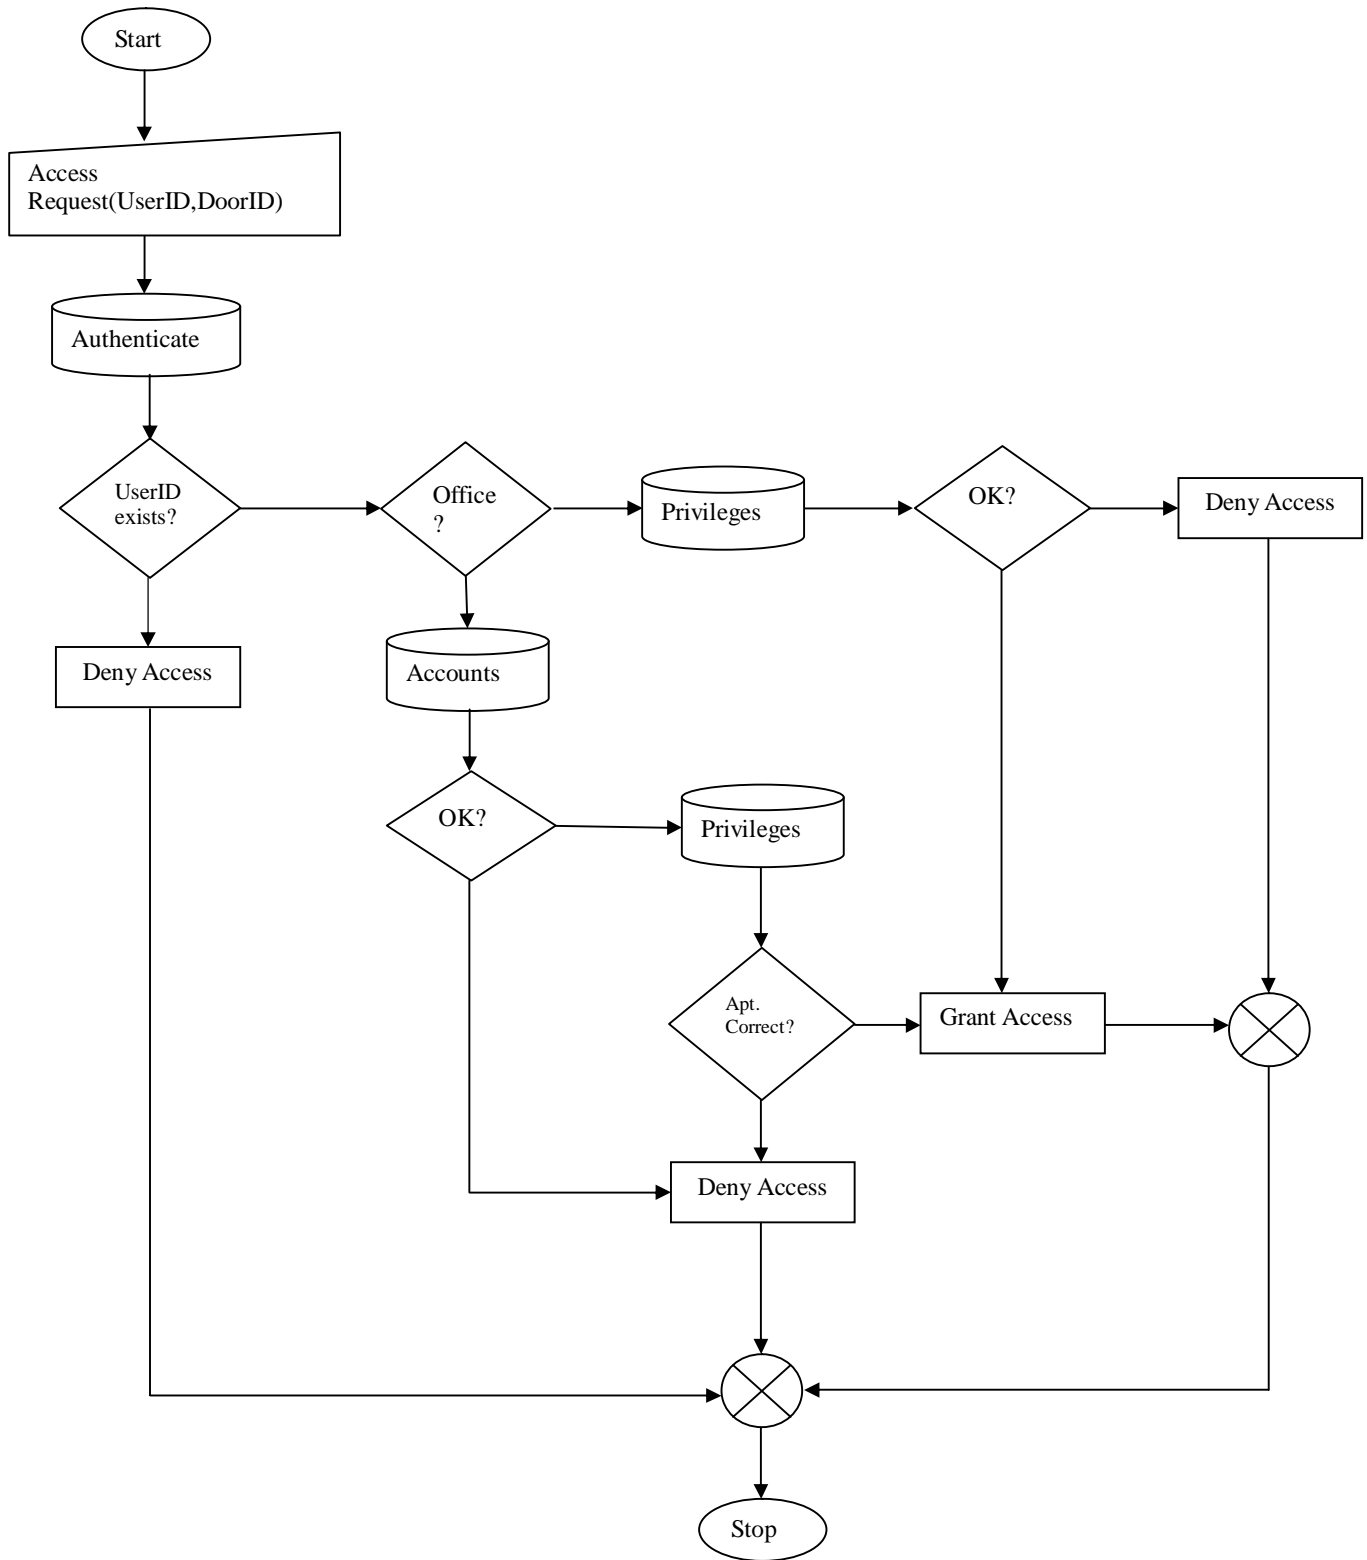 Start
Access
Request(UserID,DoorID)
Authenticate
UserID
exists?
Office
?
Privileges
OK?
Deny Access
Deny Access
Accounts
OK?
Privileges
Apt.
Correct?
Grant Access
Deny Access
Stop